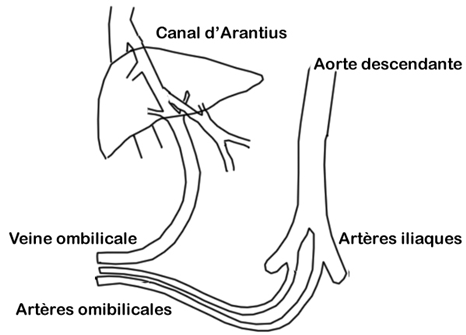 Canal d'Arantius
Aorte descendante
Veine ombilicale
Artères iliaques
Artères omibilicales